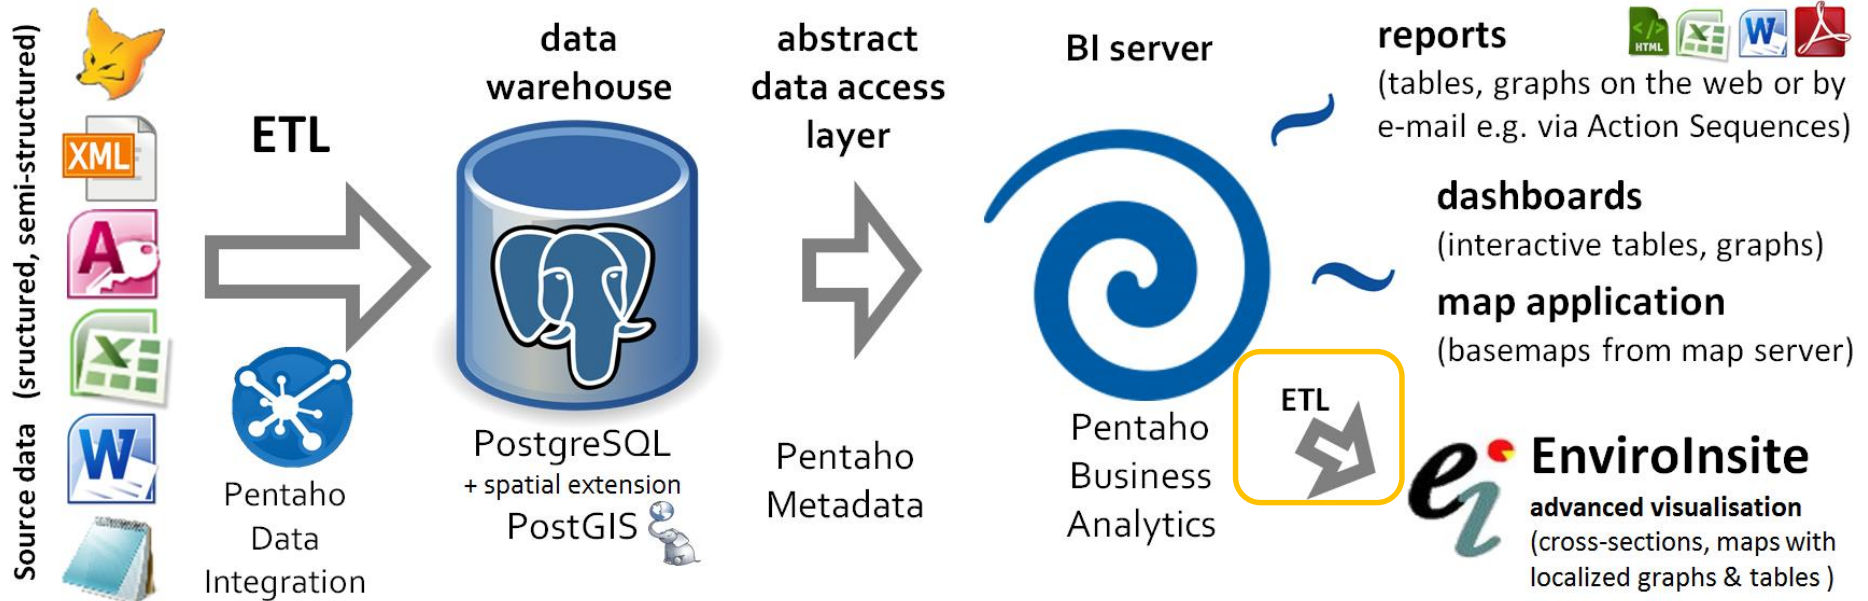 Source data (sructured, semi-structured)
XML
A
X
W
ETL
Pentaho
Data
Integration
data
warehouse
PostgreSQL
+ spatial extension
PostGIS
abstract
data access
layer
Pentaho
Metadata
BI server
Pentaho
Business
Analytics
reports
HTML
X
W
(tables, graphs on the web or by
e-mail e.g. via Action Sequences)
dashboards
(interactive tables, graphs)
map application
(basemaps from map server)
ETL
ei
EnviroInsite
advanced visualisation
(cross-sections, maps with
localized graphs & tables )